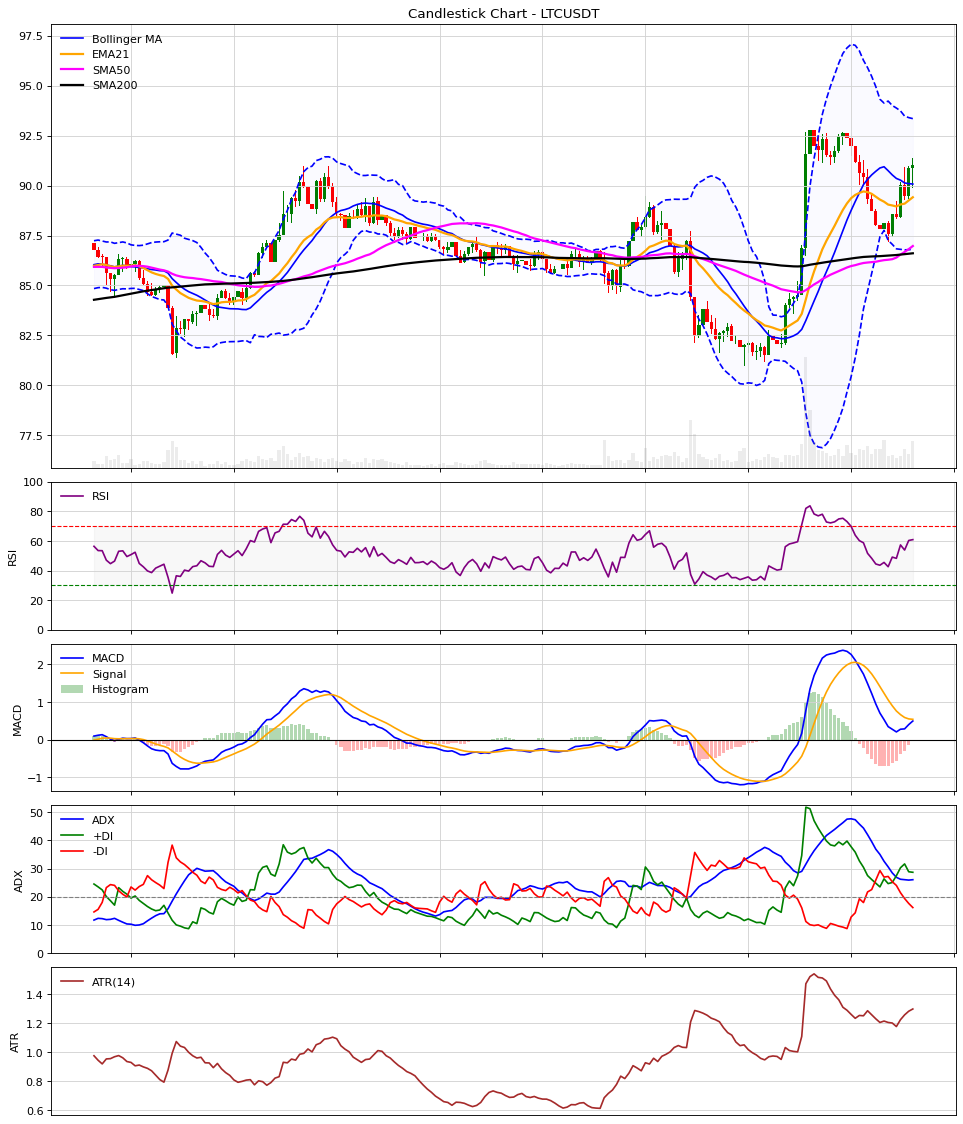 Candlestick Chart - LTCUSDT
Bollinger MA
EMA21
SMA50
SMA200
97.5
95.0
92.5
90.0
87.5
85.0
82.5
80.0
77.5
RSI
RSI
100
80
60
40
20
0
MACD
Signal
Histogram
MACD
2
1
0
−1
ADX
+DI
-DI
ADX
50
40
30
20
10
0
ATR(14)
ATR
1.4
1.2
1.0
0.8
0.6